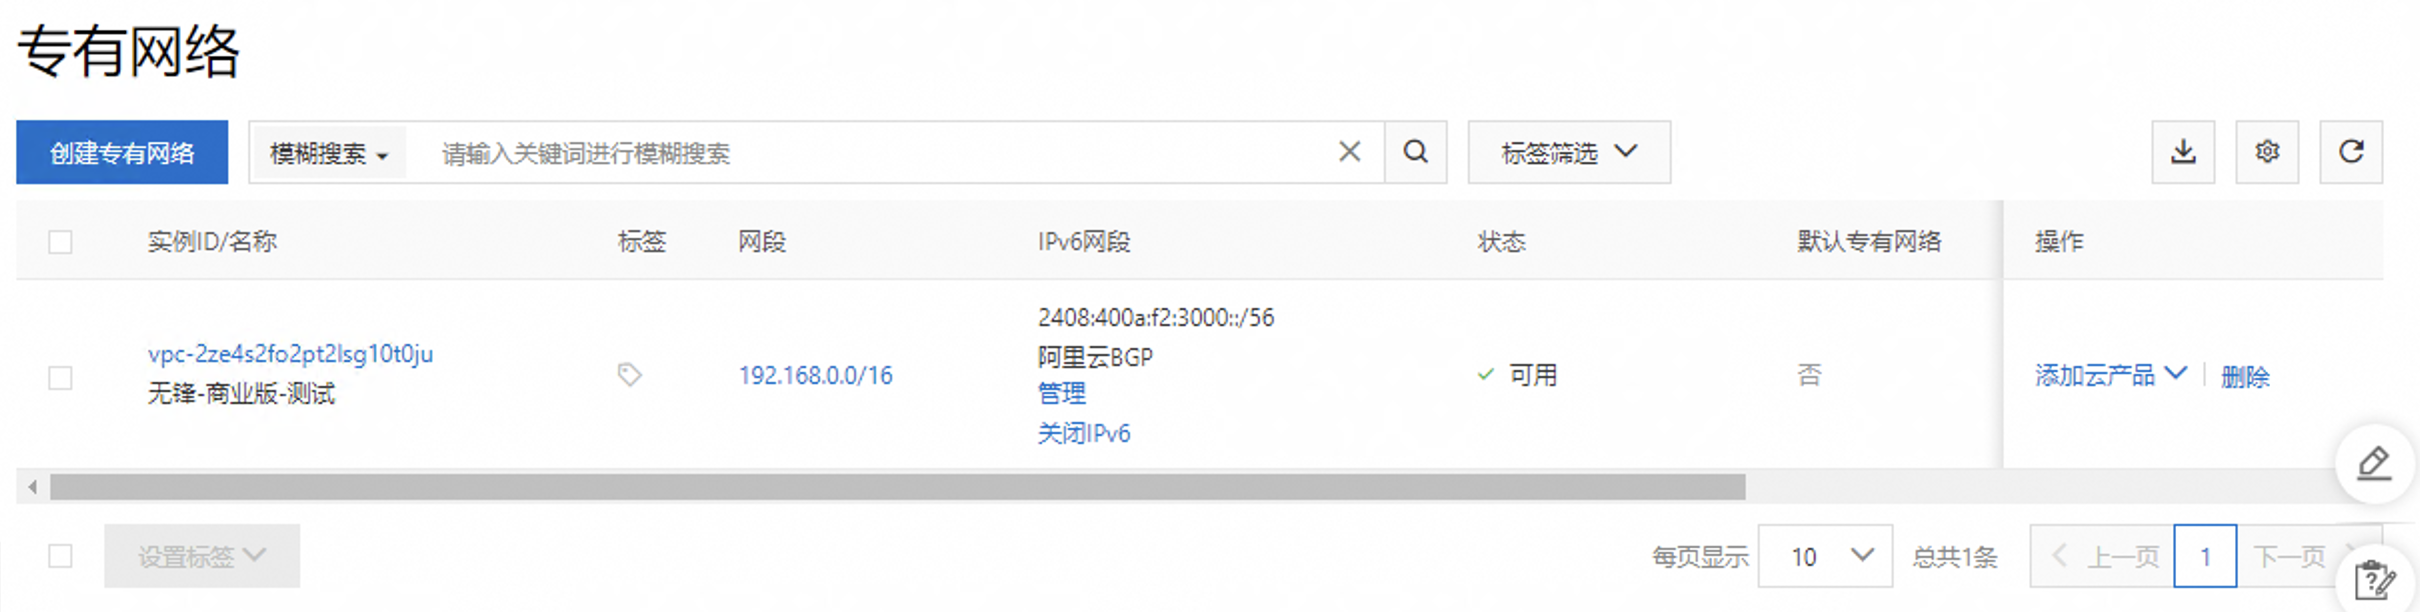 专有网络
创建专有网络 模糊搜索 请输入关键词进行模糊搜索 标签筛选
实例ID/名称 标签 网段 IPv6网段 状态 默认专有网络 操作
vpc-2ze4s2fo2pt2lsg10t0ju
无锋-商业版-测试
192.168.0.0/16
2408:400a:f2:3000::/56
阿里云BGP
管理
关闭IPv6
可用
否
添加云产品 删除
设置标签 每页显示 10 总共1条 上一页 1 下一页